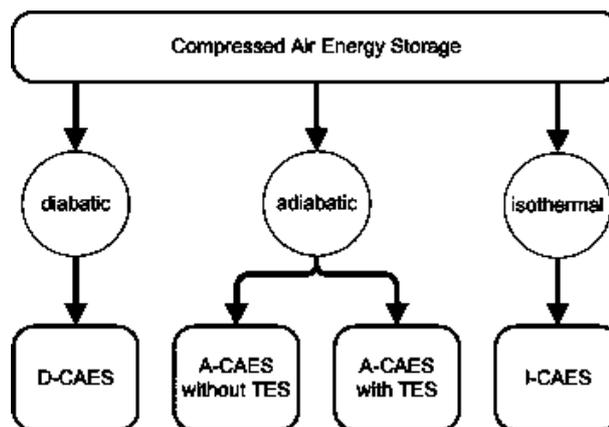 Compressed Air Energy Storage
diabatic
adiabatic
isothermal
D-CAES
A-CAES
without TES
A-CAES
with TES
I-CAES